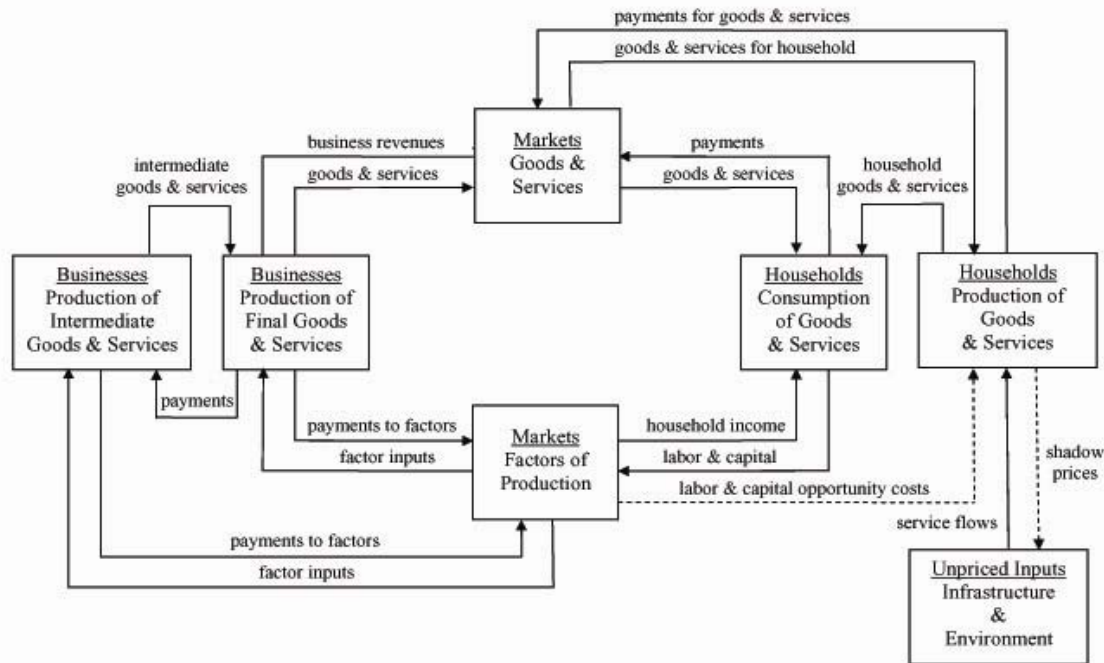 payments for goods & services
goods & services for household
Markets
Goods &
Services
business revenues
goods & services
payments
goods & services
intermediate
goods & services
household
goods & services
Businesses
Production of
Intermediate
Goods & Services
Businesses
Production of
Final Goods
& Services
Households
Consumption
of Goods
& Services
Households
Production of
Goods
& Services
payments
payments to factors
factor inputs
Markets
Factors of
Production
household income
labor & capital
labor & capital opportunity costs
shadow
prices
service flows
payments to factors
factor inputs
Unpriced Inputs
Infrastructure
&
Environment